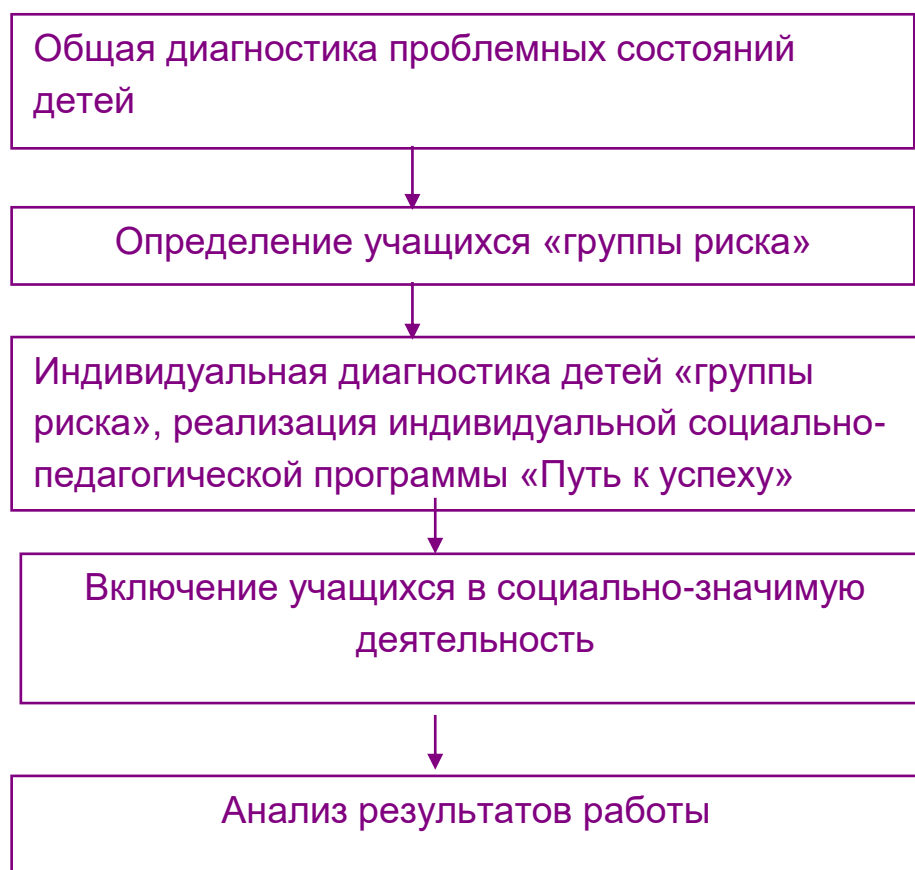 Общая диагностика проблемных состояний
детей
Определение учащихся «группы риска»
Индивидуальная диагностика детей «группы
риска», реализация индивидуальной социально-
педагогической программы «Путь к успеху»
Включение учащихся в социально-значимую
деятельность
Анализ результатов работы